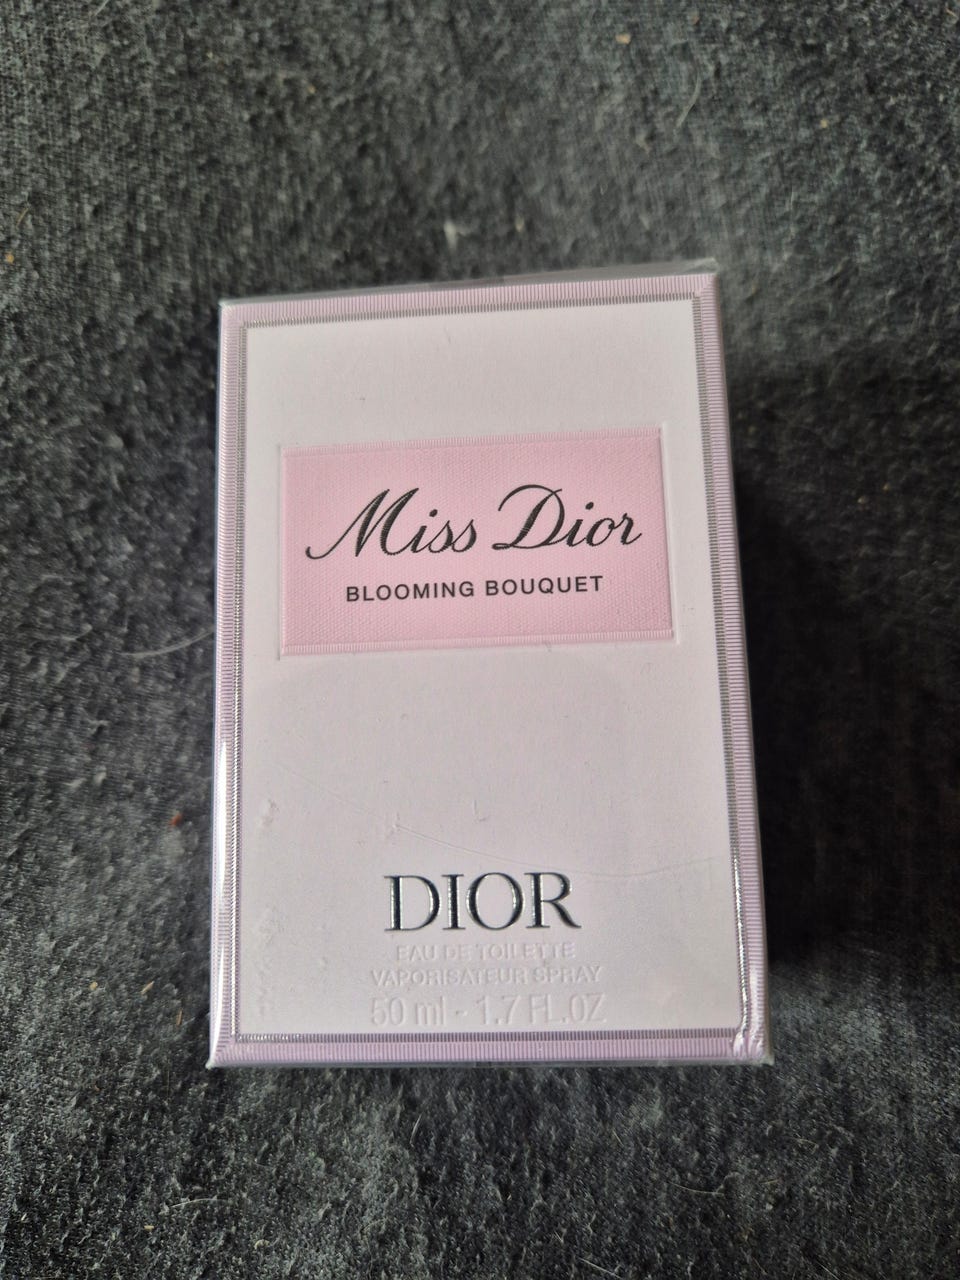 Miss Dior
BLOOMING BOUQUET
DIOR
EAU DE TOILETTE
VAPORISATEUR SPRAY
50 ml - 1.7 FL.OZ